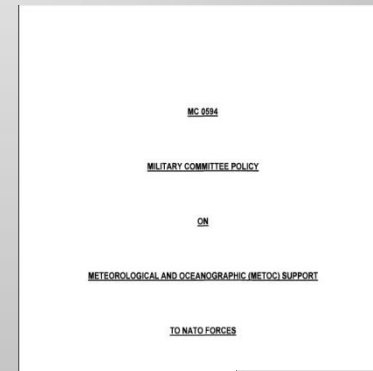 MC 0594
MILITARY COMMITTEE POLICY
ON
METEOROLOGICAL AND OCEANOGRAPHIC (METOC) SUPPORT
TO NATO FORCES